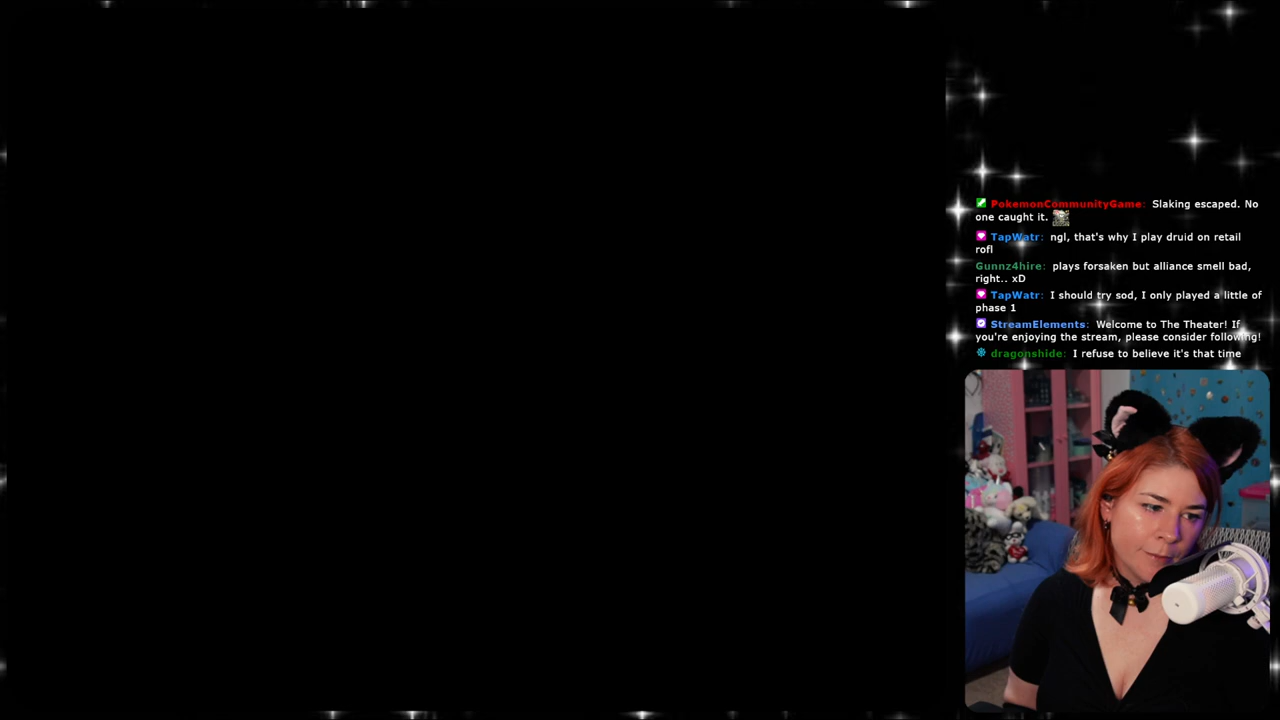 PokemonCommunityGame: Slaking escaped. No
one caught it.
TapWatr: ngl, that's why I play druid on retail
rofl
Gunnz4hire: plays forsaken but alliance smell bad,
right.. xD
TapWatr: I should try sod, I only played a little of
phase 1
StreamElements: Welcome to The Theater! If
you're enjoying the stream, please consider following!
dragonshide: I refuse to believe it's that time